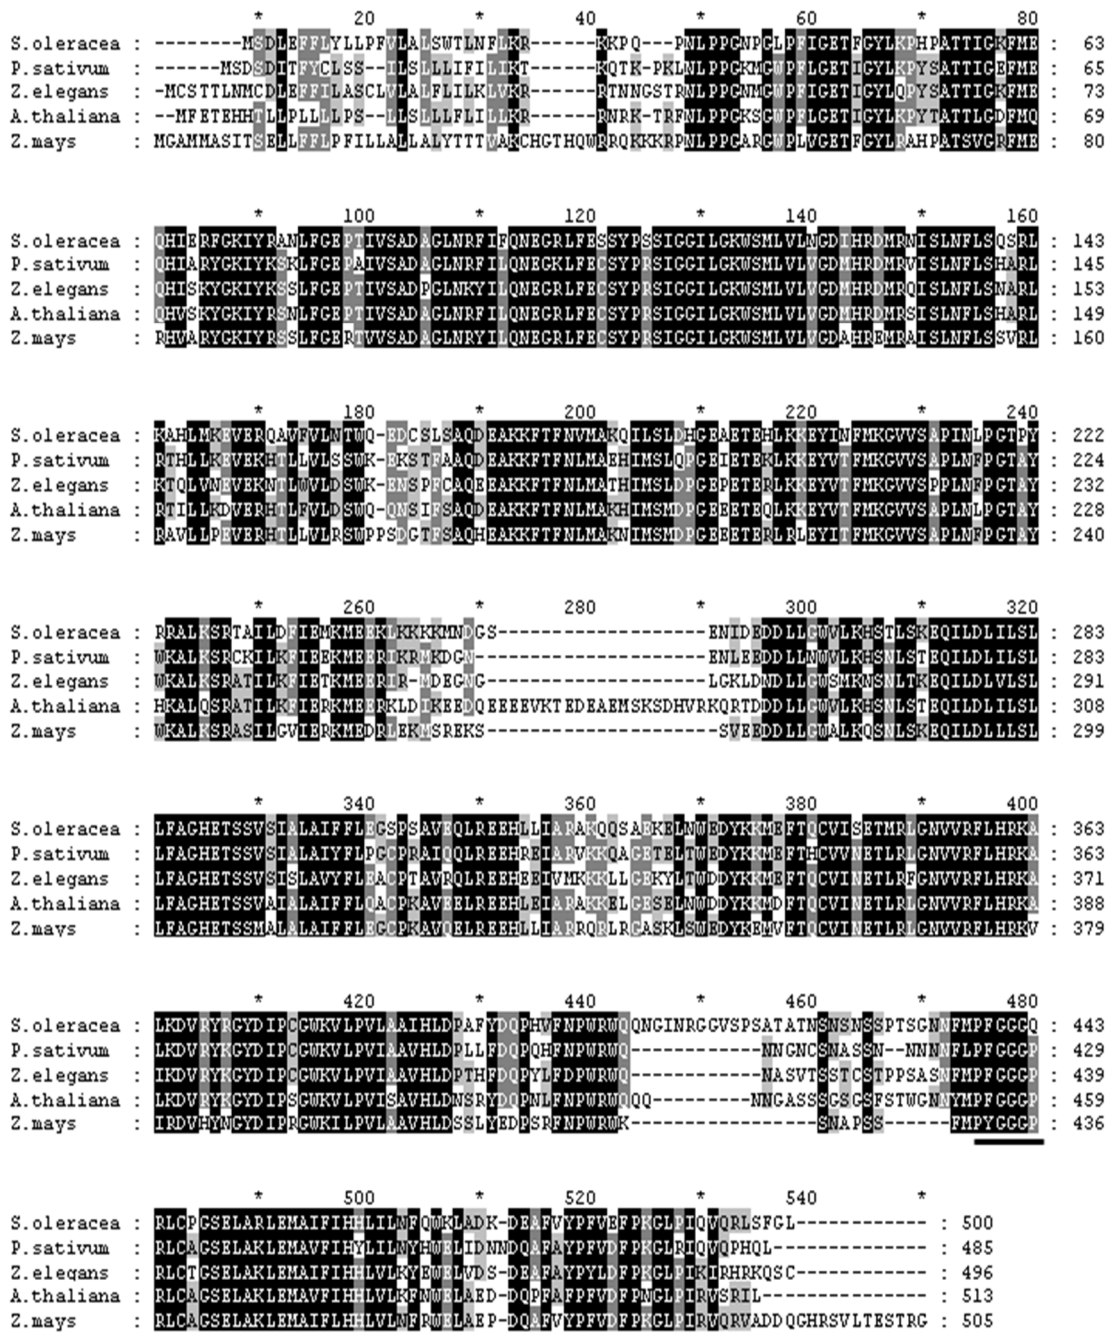 * 20 * 40 * 60 * 80
S.oleracea : --------MSDLEFFLYLLPFVLALSWTLNFLKR------KKPQ---PNLPPGNPGLPFIGETFGYLKPHPATTIGKFME : 63
P.sativum : ------MSDSDITFYCLSS--ILSLLLIFILIKT------KQTK-PKLNLPPGKMGWPFLGETIGYLKPYSATTIGEFME : 65
Z.elegans : -MCSTTLNMCDLEFFILASCLVLALFLILKLVKR------RTNNGSTRNLPPGNMGWPFIGETIGYLQPYSATTIGKFME : 73
A.thaliana : --MFETEHHTLLPLLLLPS--LLSLLLFLILLKR------RNRK-TRFNLPPGKSGWPFLGETIGYLKPYTATTLGDFMQ : 69
Z.mays : MGAMMASITSELLFFLPFILLALLALYTTTVAKCHGTHQWRRQKKKRPNLPPGARGWPLVGETFGYLRAHPATSVGRFME : 80
* 100 * 120 * 140 * 160
S.oleracea : QHIERFGKIYRANLFGEPTIVSADAGLNRFIFQNEGRLFESSYPSSIGGILGKWSMLVLNGDIHRDMRNISLNFLSQSRL : 143
P.sativum : QHIARYGKIYKSKLFGEPAIVSADAGLNRFILQNEGKLFECSYPRSIGGILGKWSMLVLVGDMHRDMRVISLNFLSHARL : 145
Z.elegans : QHISKYGKIYKSSLFGEPTIVSADPGLNKYILQNEGRLFECSYPRSIGGILGKWSMLVLVGDMHRDMRQISLNFLSNARL : 153
A.thaliana : QHVSKYGKIYRSNLFGEPTIVSADAGLNRFILQNEGRLFECSYPRSIGGILGKWSMLVLVGDMHRDMRSISLNFLSHARL : 149
Z.mays : RHVARYGKIYRSSLFGERTVVSADAGLNRYILQNEGRLFECSYPRSIGGILGKWSMLVLVGDAHREMRAISLNFLSSVRL : 160
* 180 * 200 * 220 * 240
S.oleracea : KAHLMKEVERQAVFVLNTWQ-EDCSLSAQDEAKKFTFNVMAKQILSLDHGEAETEHLKKEYINFMKGVVSAPINLPGTPY : 222
P.sativum : RTHLLKEVEKHTLLVLSSWK-EKSTFAAQDEAKKFTFNLMAEHIMSLQPGEIETEKLKKEYVTFMKGVVSAPLNFPGTAY : 224
Z.elegans : KTQLVNEVEKNTLWVLDSWK-ENSPFCAQEEAKKFTFNLMATHIMSLDPGEPETERLKKEYVTFMKGVVSPPLNFPGTAY : 232
A.thaliana : RTILLKDVERHTLFVLDSWQ-QNSIFSAQDEAKKFTFNLMAKHIMSMDPGEEETEQLKKEYVTFMKGVVSAPLNLPGTAY : 228
Z.mays : RAVLLPEVERHTLLVLRSWPPSDGTFSAQHEAKKFTFNLMAKNIMSMDPGEEETERLRLEYITFMKGVVSAPLNFPGTAY : 240
* 260 * 280 * 300 * 320
S.oleracea : RRALKSRTAILDFIEMKMEEKLKKKKMNDGS-------------------ENIDEDDLLGWVLKHSTLSKEQILDLILSL : 283
P.sativum : WKALKSRCKILKFIEEKMEERIKRMKDGN---------------------ENLEEDDLLNWVLKHSNLSTEQILDLILSL : 283
Z.elegans : WKALKSRATILKFIETKMEERIR-MDEGNG--------------------LGKLDNDLLGWSMKNSNLTKEQILDLVLSL : 291
A.thaliana : HKALQSRATILKFIERKMEERKLDIKEEDQEEEEVKTEDEAEMSKSDHVRKQRTDDDLLGWVLKHSNLSTEQILDLILSL : 308
Z.mays : WKALKSRASILGVIERKMEDRLEKMSREKS---------------------SVEEDDLLGWALKQSNLSKEQILDLLLSL : 299
* 340 * 360 * 380 * 400
S.oleracea : LFAGHETSSVSIALAIFFLEGSPSAVEQLREEHLLIARAKQQSAEKELNWEDYKKMEFTQCVISETMRLGNVVRFLHRKA : 363
P.sativum : LFAGHETSSVSIALAIYFLPGCPRAIQQLREEHREIARVKKQAGETELTWEDYKKMEFTHCVVNETLRLGNVVRFLHRKA : 363
Z.elegans : LFAGHETSSVSISLAVYFLEACPTAVRQLREEHEEIVMKKKLLGEKYLTWDDYKKMEFTQCVINETLRFGNVVRFLHRKA : 371
A.thaliana : LFAGHETSSVAIALAIFFLQACPKAVEELREEHLEIARAKKELGESELNWDDYKKMDFTQCVINETLRLGNVVRFLHRKA : 388
Z.mays : LFAGHETSSMALALAIFFLEGCPKAVQELREEHLLIARRQRLRGASKLSWEDYKEMVFTQCVINETLRLGNVVRFLHRKV : 379
* 420 * 440 * 460 * 480
S.oleracea : LKDVRYRGYDIPCGWKVLPVLAAIHLDPAFYDQPHVFNPWRWQQNGINRGGVSPSATATNSNSNSSPTSGNNFMPFGGGQ : 443
P.sativum : LKDVRYKGYDIPCGWKVLPVIAAVHLDPLLFDQPQHFNPWRWQ------------NNGNCSNASSN--NNNNFLPFGGGP : 429
Z.elegans : IKDVRYKGYDIPCGWKVLPVIAAVHLDPTHFDQPYLFDPWRWQ------------NASVTSSTCSTPPSASNFMPFGGGP : 439
A.thaliana : LKDVRYKGYDIPSGWKVLPVISAVHLDNSRYDQPNLFNPWRWQQQ---------NNGASSSGSGSFSTWGNNYMPFGGGP : 459
Z.mays : IRDVHYNGYDIPRGWKILPVLAAVHLDSSLYEDPSRFNPWRWK-----------------SNAPSS------FMPYGGGP : 436
* 500 * 520 * 540 *
S.oleracea : RLCPGSELARLEMAIFIHHLILNFQWKLADK-DEAFVYPFVEFPKGLPIQVQRLSFGL------------ : 500
P.sativum : RLCAGSELAKLEMAVFIHYLILNYHWELIDNNDQAFAYPFVDFPKGLRIQVQPHQL-------------- : 485
Z.elegans : RLCTGSELAKLEMAIFIHHLVLKYEWELVDS-DEAFAYPYLDFPKGLPIKIRHRKQSC------------ : 496
A.thaliana : RLCAGSELAKLEMAVFIHHLVLKFNWELAED-DQPFAFPFVDFPNGLPIRVSRIL--------------- : 513
Z.mays : RLCAGSELAKLEMAIFLHHLVLNFRWELAEP-DQAFVYPFVDFPKGLPIRVQRVADDQGHRSVLTESTRG : 505